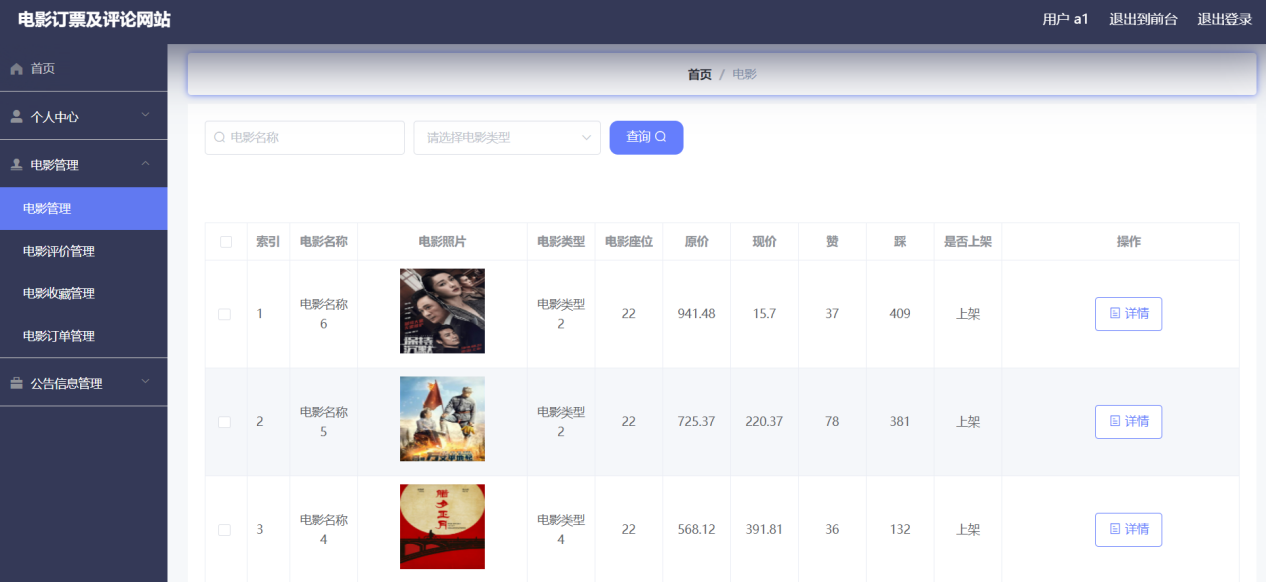 电影订票及评论网站
用户 a1 退出到前台 退出登录
首页
个人中心
电影管理
电影管理
电影评价管理
电影收藏管理
电影订单管理
公告信息管理
首页 / 电影
电影名称 请选择电影类型 查询
索引 电影名称 电影照片 电影类型 电影座位 原价 现价 赞 踩 是否上架 操作
1 电影名称6 保持沉默 电影类型2 22 941.48 15.7 37 409 上架 详情
2 电影名称5 电影类型2 22 725.37 220.37 78 381 上架 详情
3 电影名称4 电影类型4 22 568.12 391.81 36 132 上架 详情